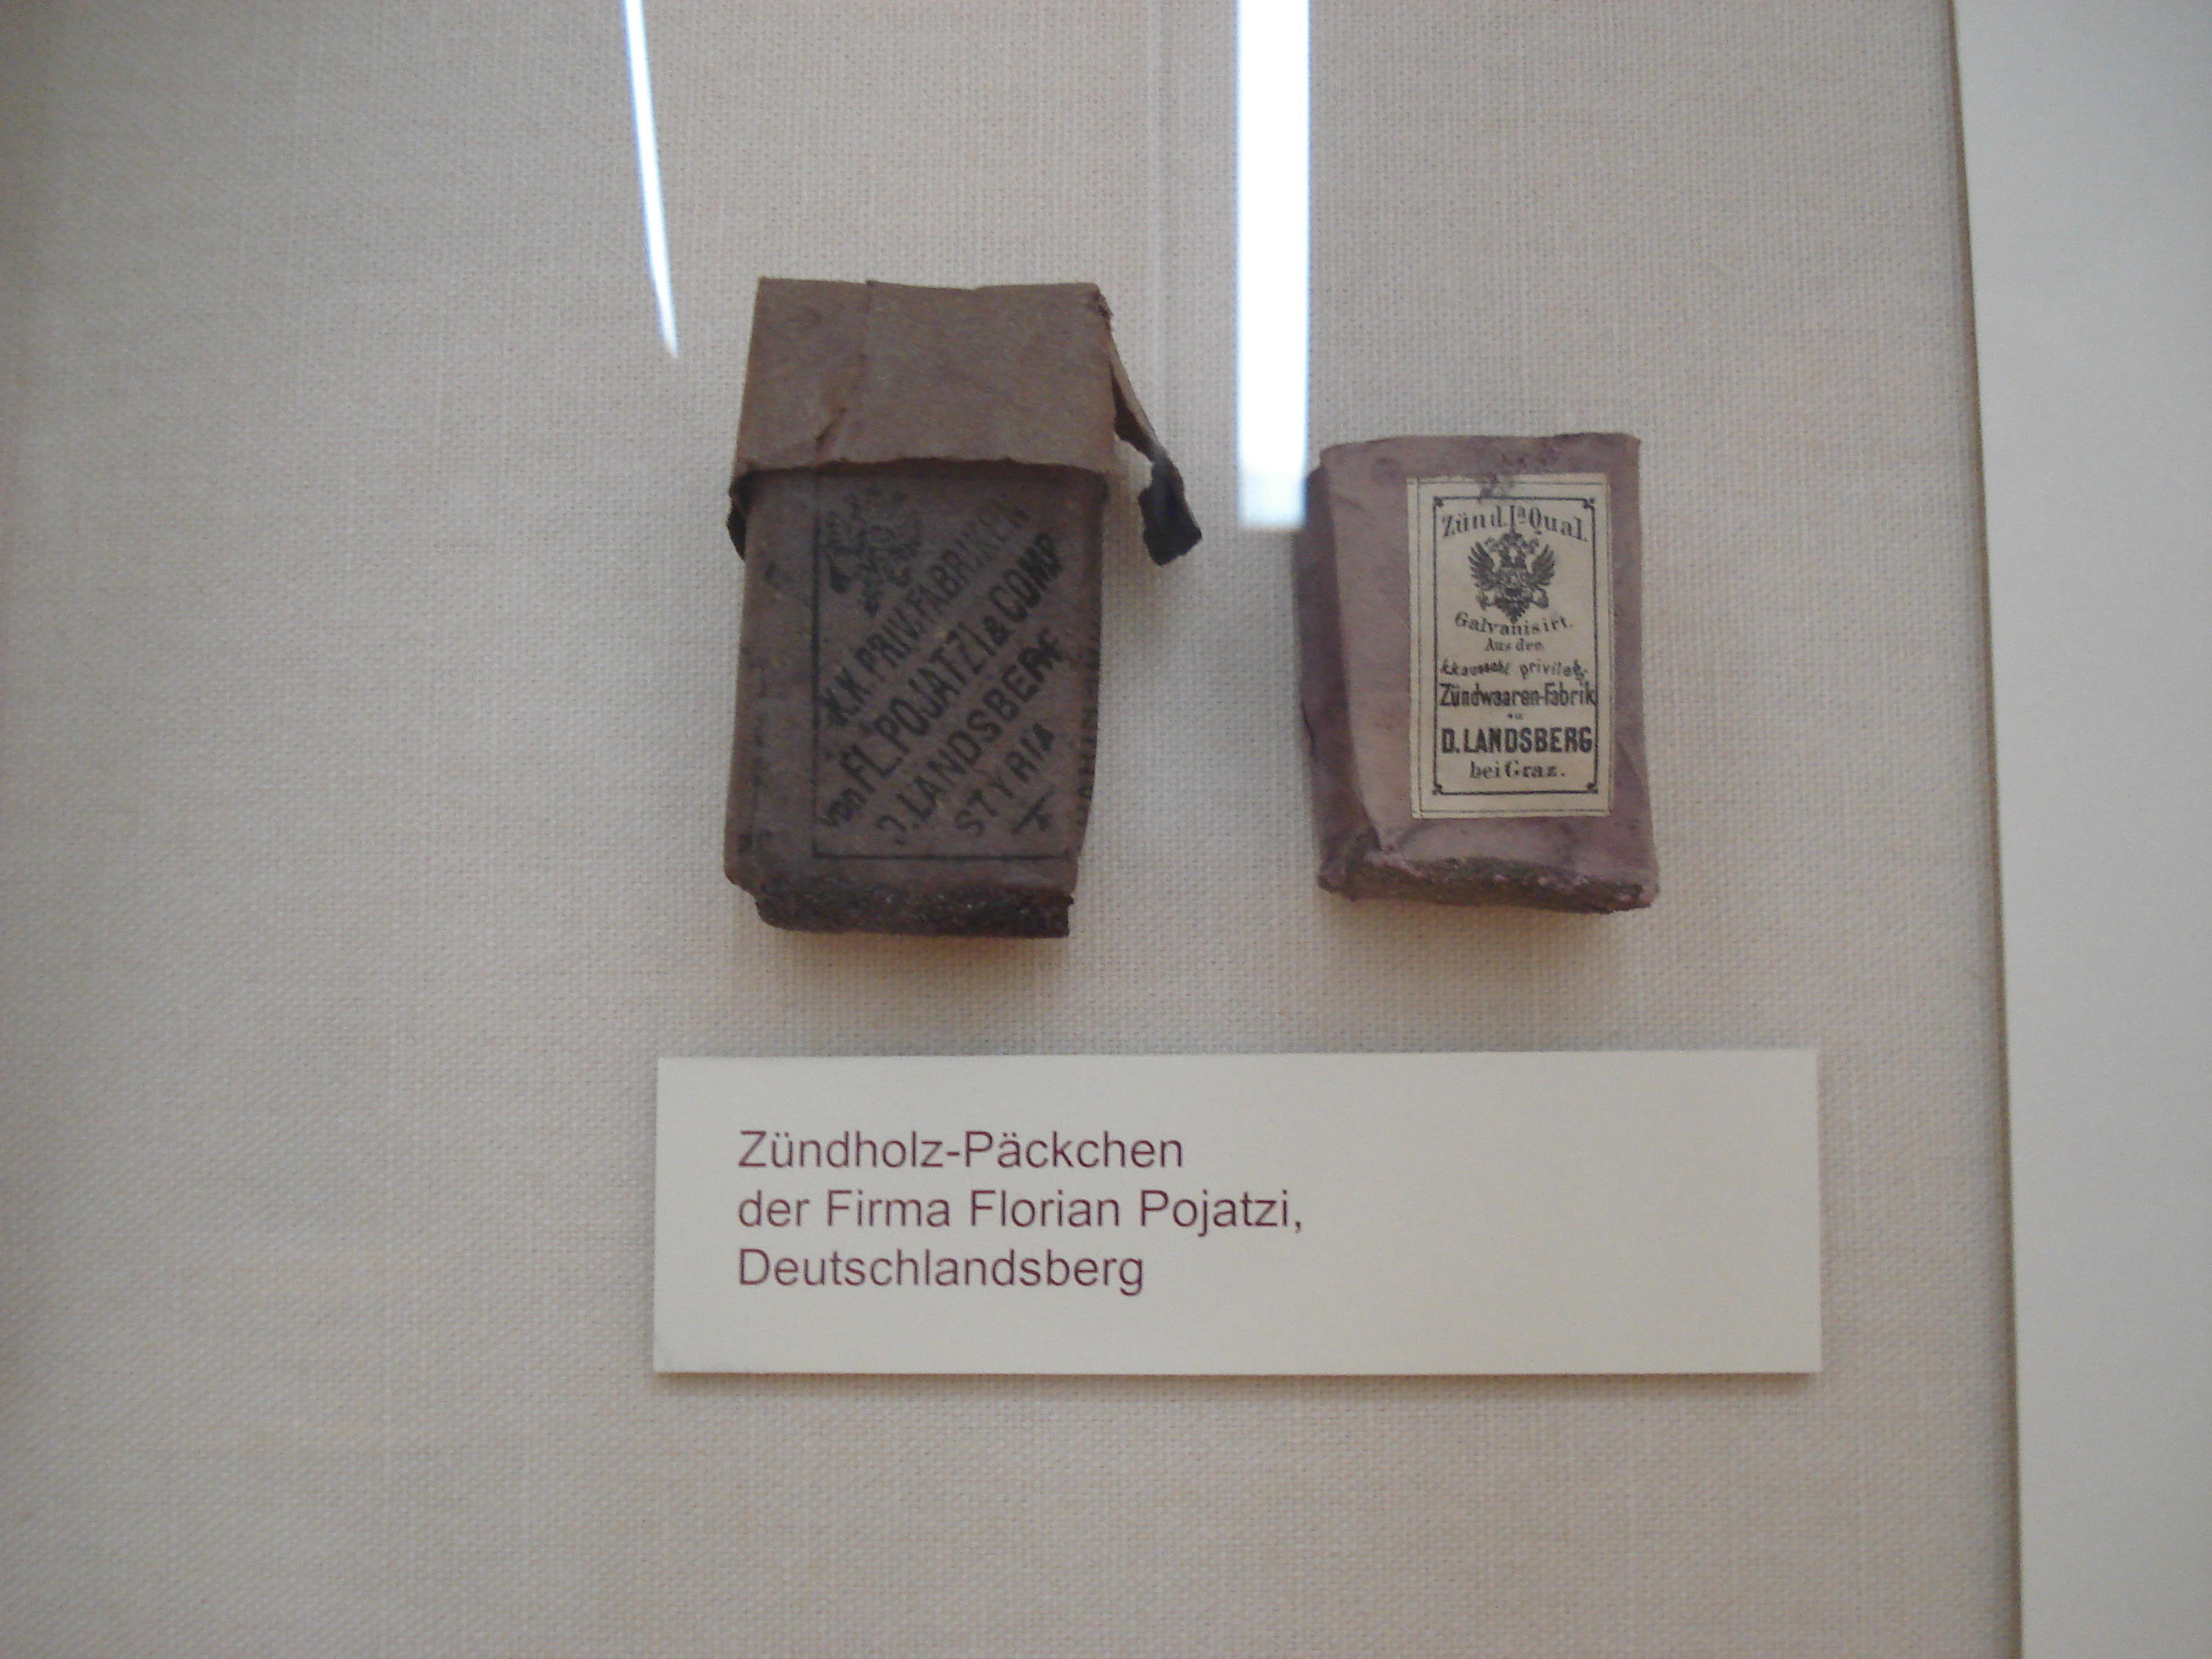 K.K. PRIV. FABRIKEN
von FL. POJATZI & COMP
D. LANDSBERG
STYRIA
Zünd. Ia Qual.
Galvanisirt.
Aus der
k.k. ausschl. privileg.
Zündwaaren-Fabrik
zu
D. LANDSBERG
bei Graz.
Zündholz-Päckchen
der Firma Florian Pojatzi,
Deutschlandsberg